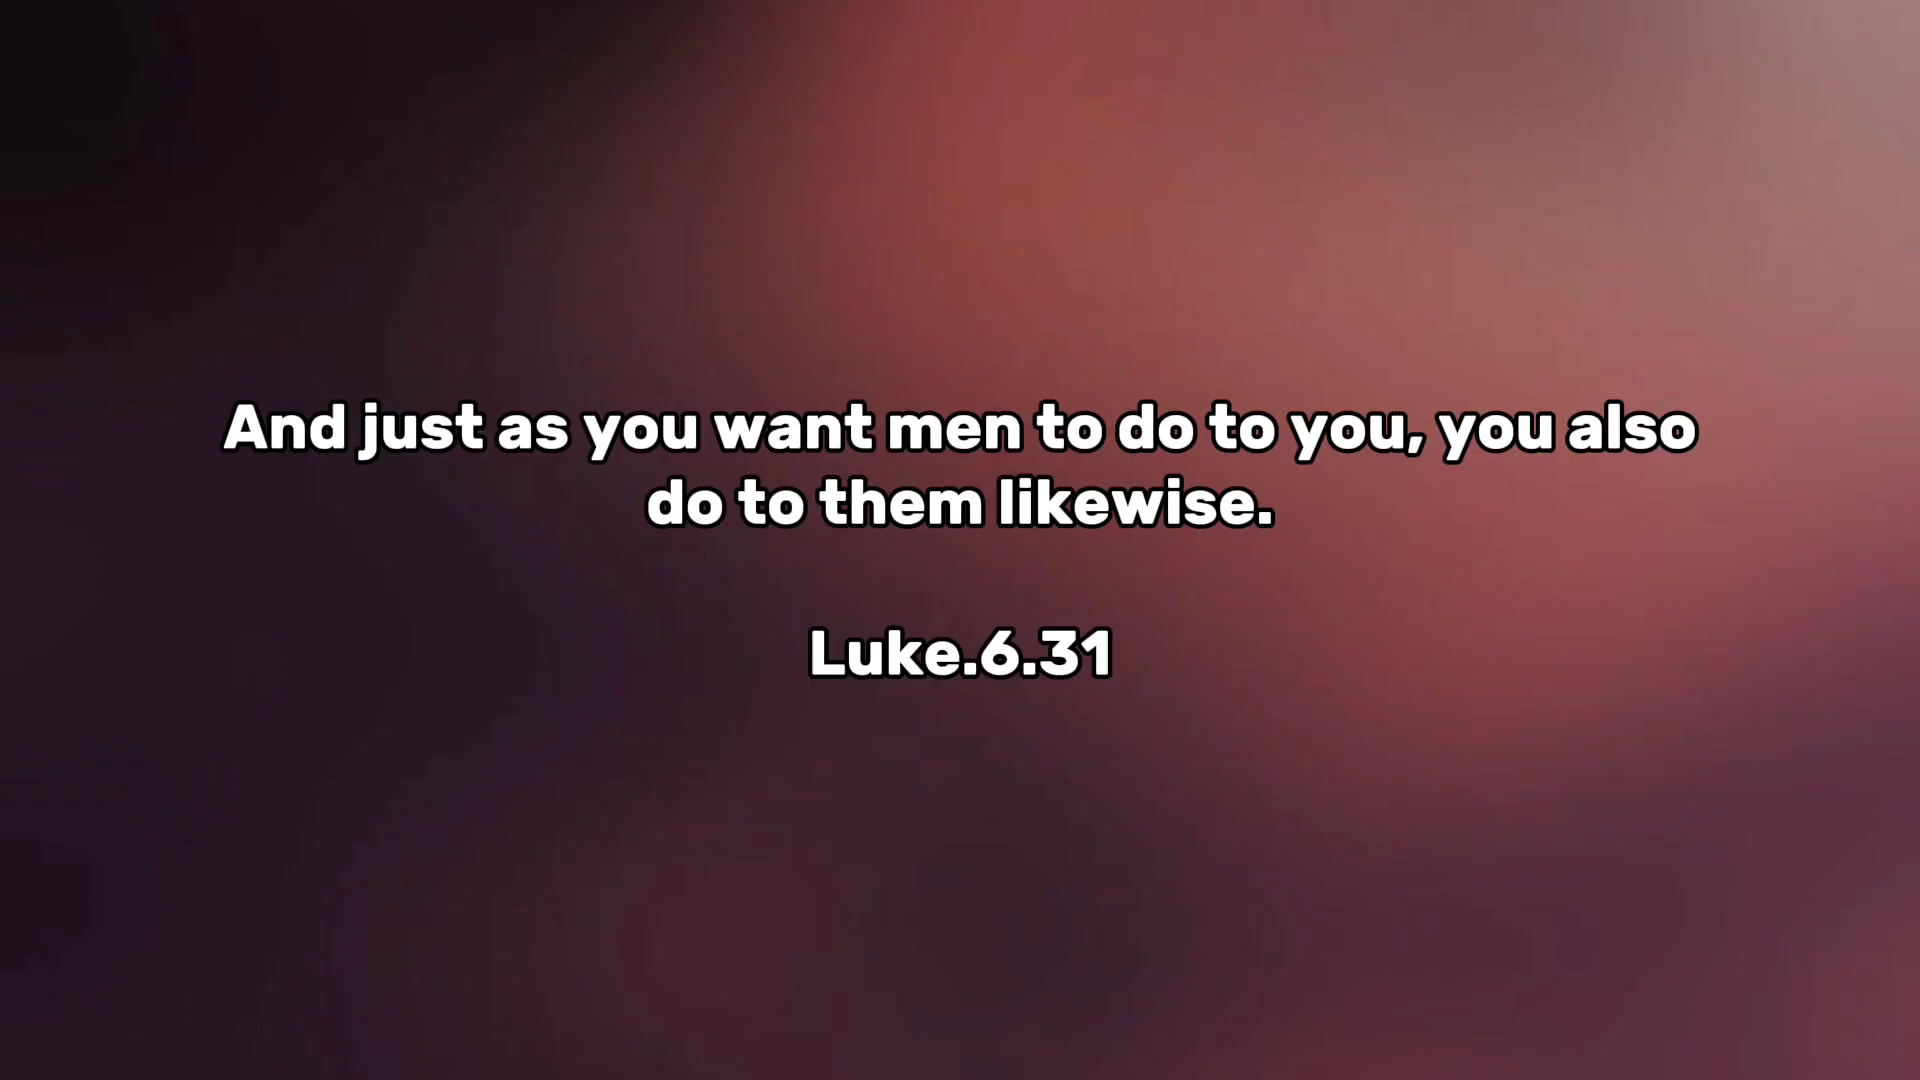 And just as you want men to do to you, you also
do to them likewise.
Luke.6.31